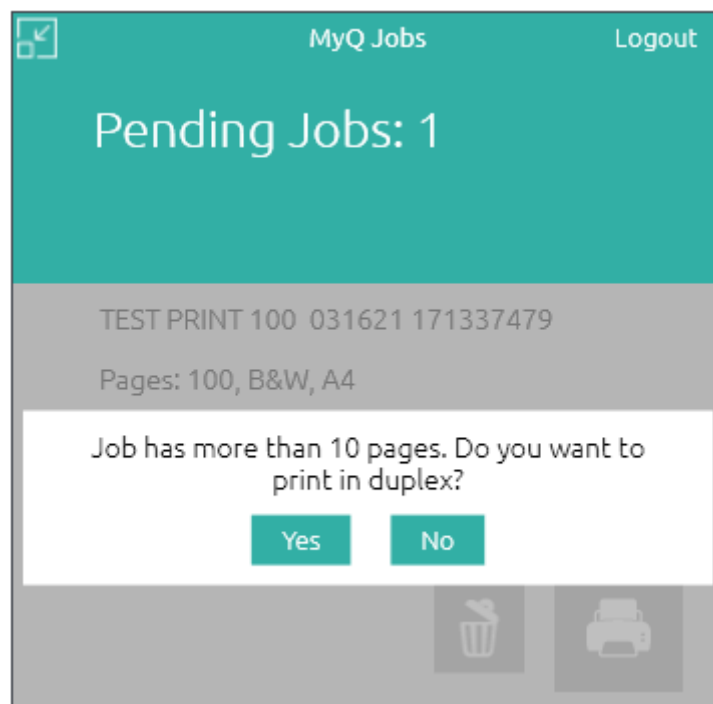 MyQ Jobs Logout
Pending Jobs: 1
TEST PRINT 100 031621 171337479
Pages: 100, B&W, A4
Job has more than 10 pages. Do you want to
print in duplex?
Yes No